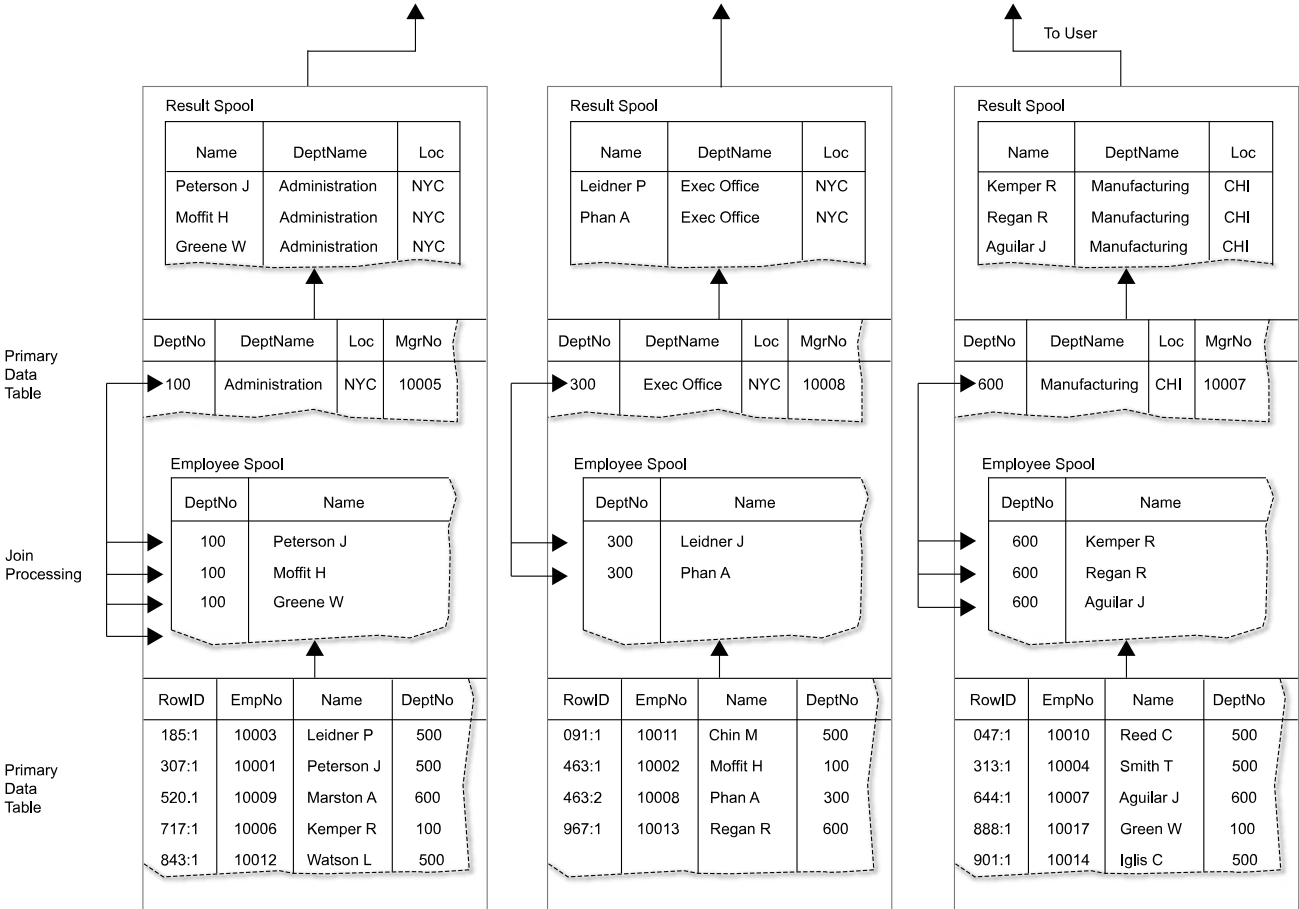 To User
Result Spool
Name DeptName Loc
Peterson J Administration NYC
Moffit H Administration NYC
Greene W Administration NYC
Result Spool
Name DeptName Loc
Leidner P Exec Office NYC
Phan A Exec Office NYC
Result Spool
Name DeptName Loc
Kemper R Manufacturing CHI
Regan R Manufacturing CHI
Aguilar J Manufacturing CHI
Primary
Data
Table
DeptNo DeptName Loc MgrNo
100 Administration NYC 10005
DeptNo DeptName Loc MgrNo
300 Exec Office NYC 10008
DeptNo DeptName Loc MgrNo
600 Manufacturing CHI 10007
Join
Processing
Employee Spool
DeptNo Name
100 Peterson J
100 Moffit H
100 Greene W
Employee Spool
DeptNo Name
300 Leidner J
300 Phan A
Employee Spool
DeptNo Name
600 Kemper R
600 Regan R
600 Aguilar J
Primary
Data
Table
RowID EmpNo Name DeptNo
185:1 10003 Leidner P 500
307:1 10001 Peterson J 500
520.1 10009 Marston A 600
717:1 10006 Kemper R 100
843:1 10012 Watson L 500
RowID EmpNo Name DeptNo
091:1 10011 Chin M 500
463:1 10002 Moffit H 100
463:2 10008 Phan A 300
967:1 10013 Regan R 600
RowID EmpNo Name DeptNo
047:1 10010 Reed C 500
313:1 10004 Smith T 500
644:1 10007 Aguilar J 600
888:1 10017 Green W 100
901:1 10014 Iglis C 500